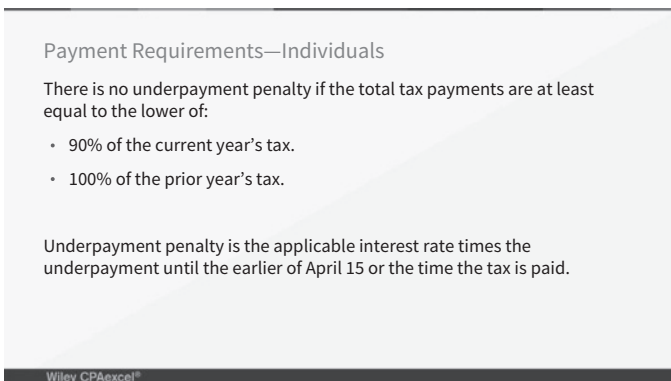 Payment Requirements—Individuals
There is no underpayment penalty if the total tax payments are at least
equal to the lower of:
• 90% of the current year's tax.
• 100% of the prior year's tax.
Underpayment penalty is the applicable interest rate times the
underpayment until the earlier of April 15 or the time the tax is paid.
Wiley CPAexcel®